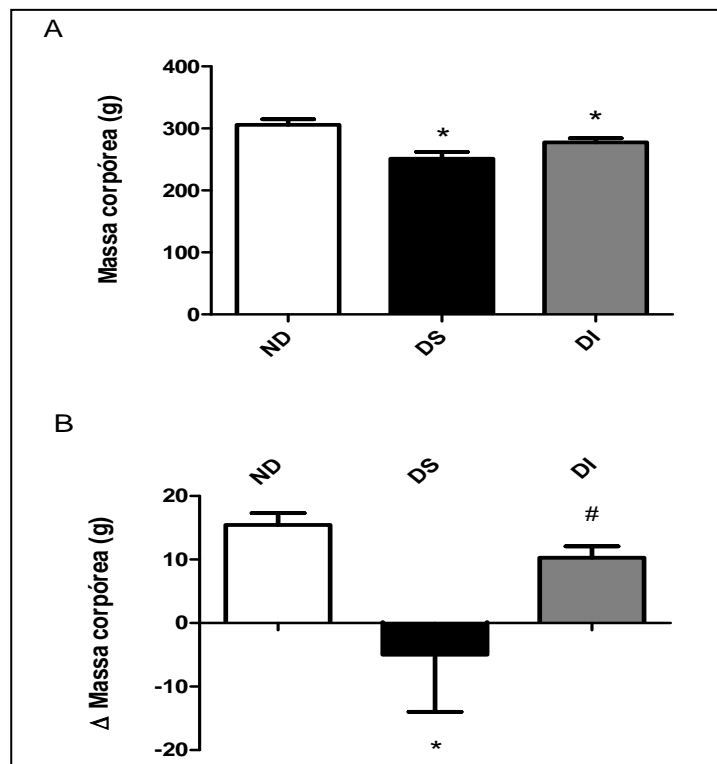 A
Massa corpórea (g)
400
300
200
100
0
*
*
ND
DS
DI
B
ND
DS
DI
Δ Massa corpórea (g)
20
10
0
-10
-20
#
*